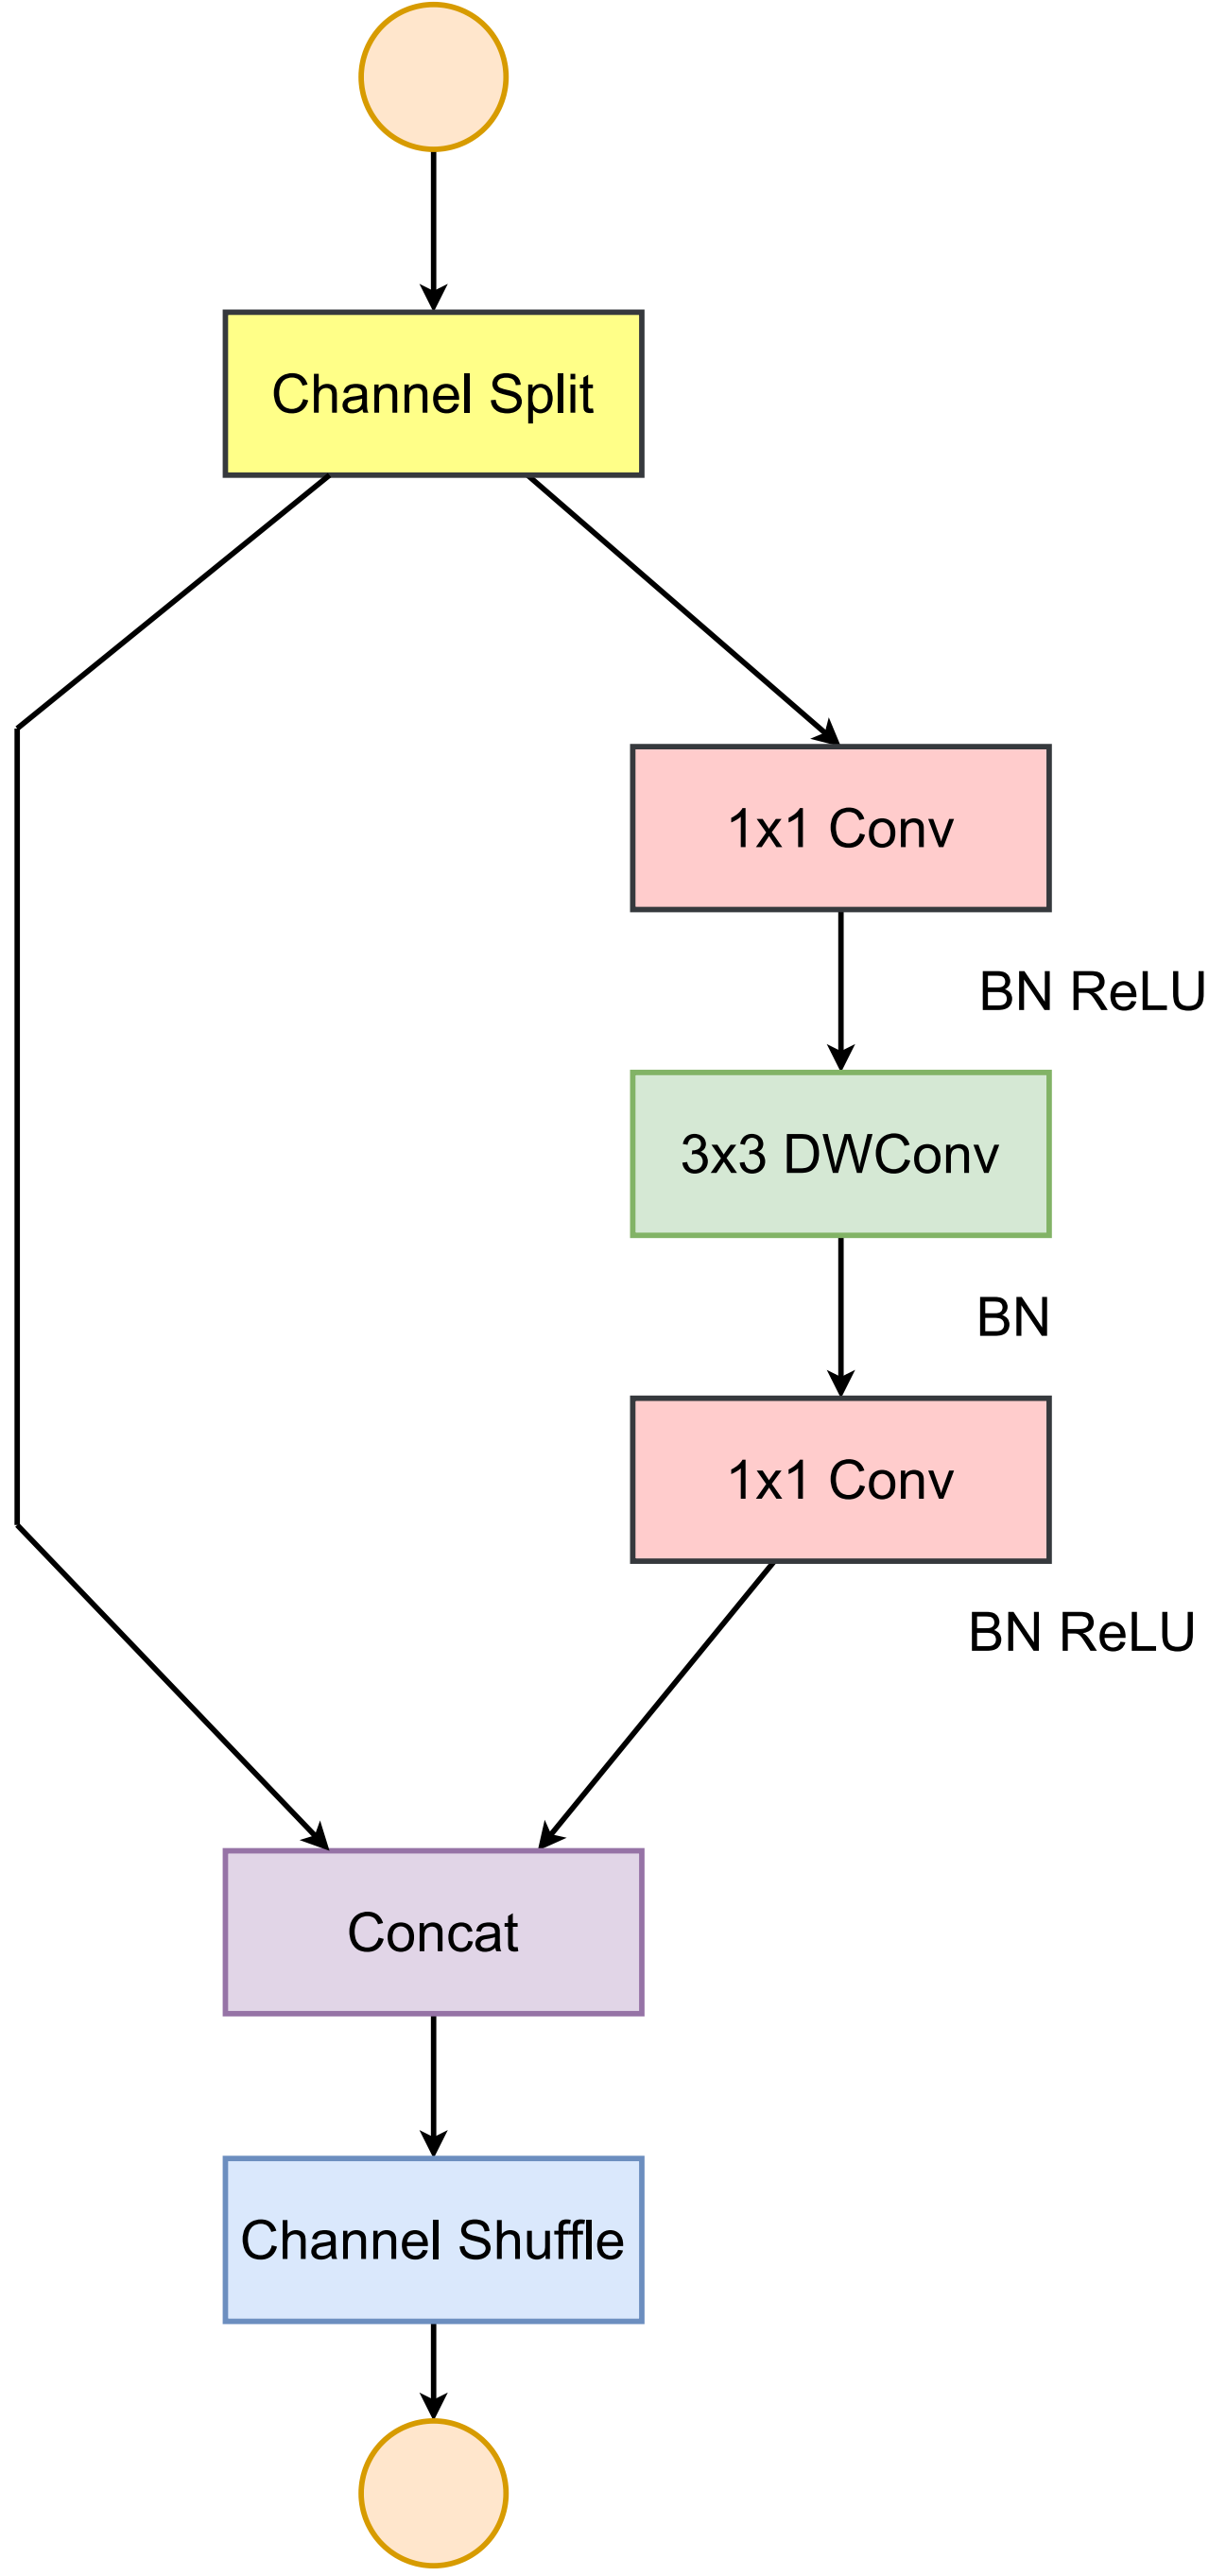 Channel Split
1x1 Conv
BN ReLU
3x3 DWConv
BN
1x1 Conv
BN ReLU
Concat
Channel Shuffle